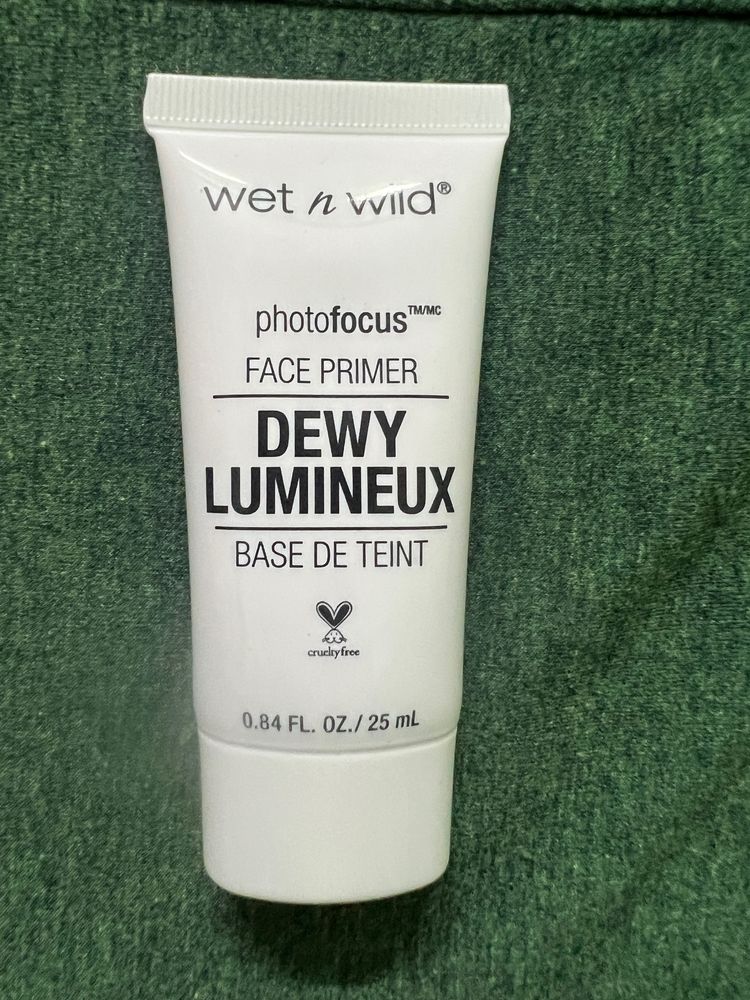 wet n wild®
photofocus™/MC
FACE PRIMER
DEWY
LUMINEUX
BASE DE TEINT
crueltyfree
0.84 FL. OZ./ 25 mL